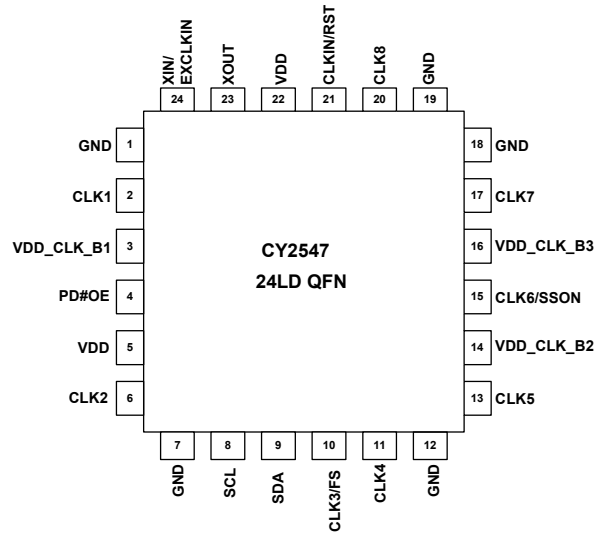 XIN/
EXCLKIN
XOUT
VDD
CLKIN/RST
CLK8
GND
24
23
22
21
20
19
GND 1
18 GND
CLK1 2
17 CLK7
VDD_CLK_B1 3
16 VDD_CLK_B3
CY2547
24LD QFN
PD#OE 4
15 CLK6/SSON
VDD 5
14 VDD_CLK_B2
CLK2 6
13 CLK5
7
8
9
10
11
12
GND
SCL
SDA
CLK3/FS
CLK4
GND